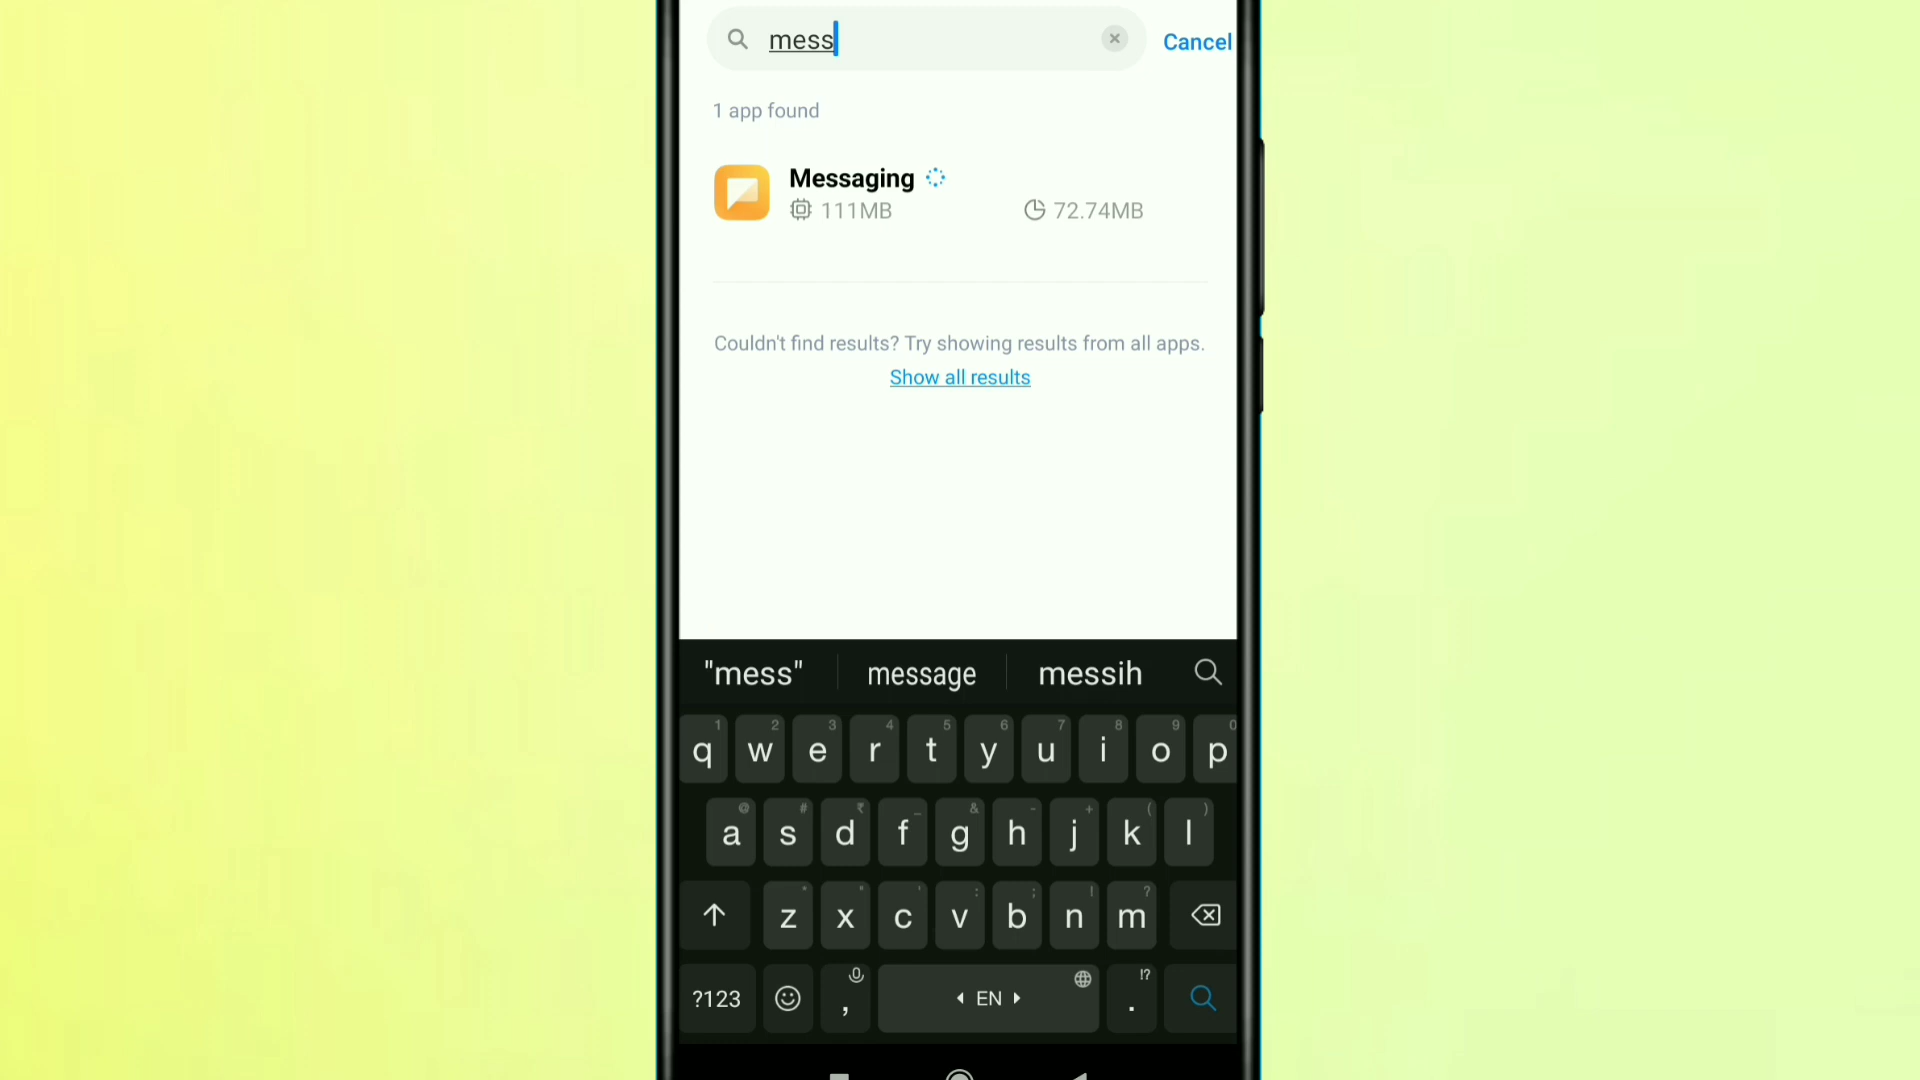 mess
Cancel
1 app found
Messaging
111MB 72.74MB
Couldn't find results? Try showing results from all apps.
Show all results
"mess" message messih
1 2 3 4 5 6 7 8 9 0
q w e r t y u i o p
@ # ₹ _ & - + ( )
a s d f g h j k l
* " ' : ; ! ?
z x c v b n m
!?
?123 , EN .